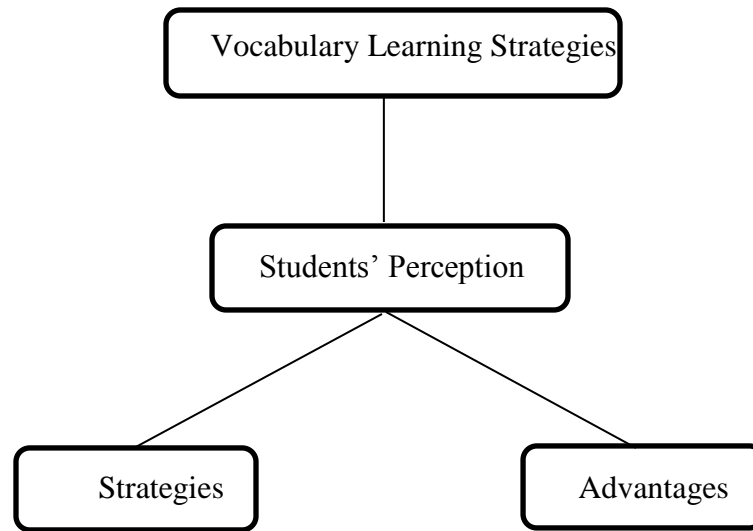 Vocabulary Learning Strategies
Students’ Perception
Strategies
Advantages